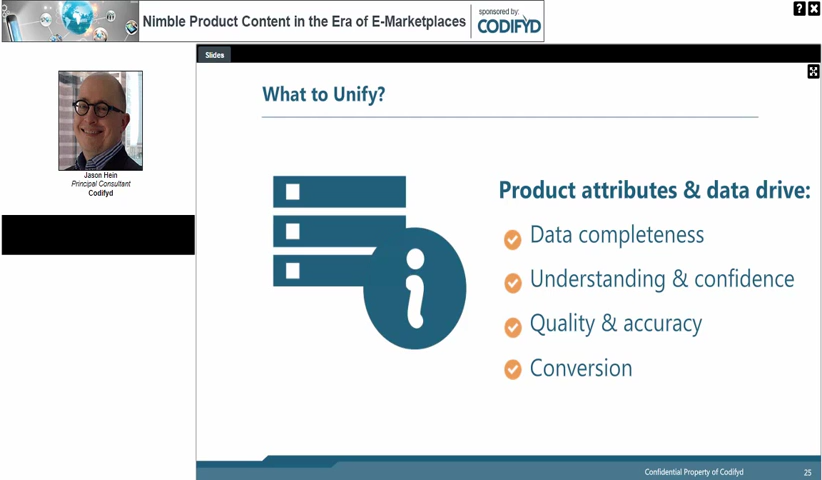 Nimble Product Content in the Era of E-Marketplaces
sponsored by:
CODIFYD
?
Slides
Jason Hein
Principal Consultant
Codifyd
What to Unify?
Product attributes & data drive:
Data completeness
Understanding & confidence
Quality & accuracy
Conversion
Confidential Property of Codifyd
25